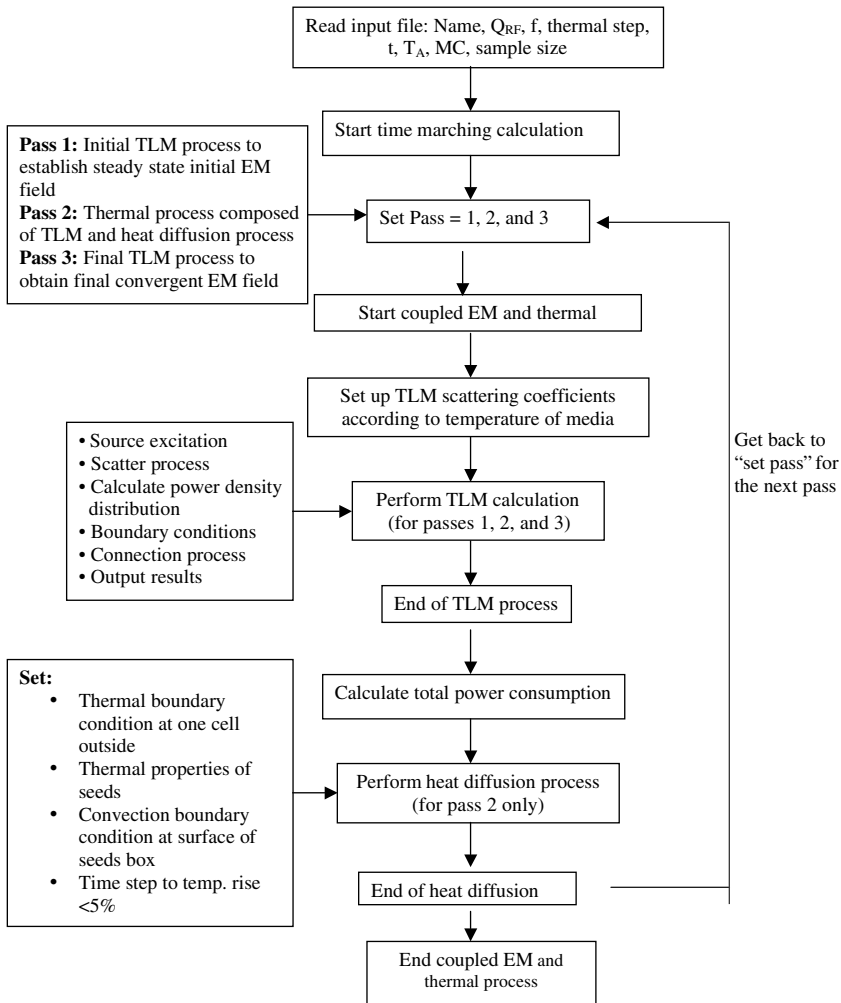 Read input file: Name, Q_RF, f, thermal step,
t, T_A, MC, sample size
Start time marching calculation
Pass 1: Initial TLM process to
establish steady state initial EM
field
Pass 2: Thermal process composed
of TLM and heat diffusion process
Pass 3: Final TLM process to
obtain final convergent EM field
Set Pass = 1, 2, and 3
Start coupled EM and thermal
Set up TLM scattering coefficients
according to temperature of media
Get back to
“set pass” for
the next pass
• Source excitation
• Scatter process
• Calculate power density
distribution
• Boundary conditions
• Connection process
• Output results
Perform TLM calculation
(for passes 1, 2, and 3)
End of TLM process
Set:
• Thermal boundary
condition at one cell
outside
• Thermal properties of
seeds
• Convection boundary
condition at surface of
seeds box
• Time step to temp. rise
<5%
Calculate total power consumption
Perform heat diffusion process
(for pass 2 only)
End of heat diffusion
End coupled EM and
thermal process